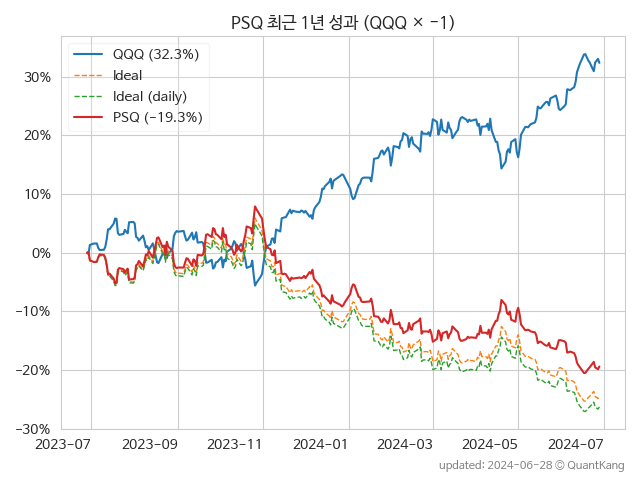 PSQ 최근 1년 성과 (QQQ × −1)
QQQ (32.3%)
Ideal
Ideal (daily)
PSQ (−19.3%)
30%
20%
10%
0%
−10%
−20%
−30%
2023-07 2023-09 2023-11 2024-01 2024-03 2024-05 2024-07
updated: 2024-06-28 © QuantKang